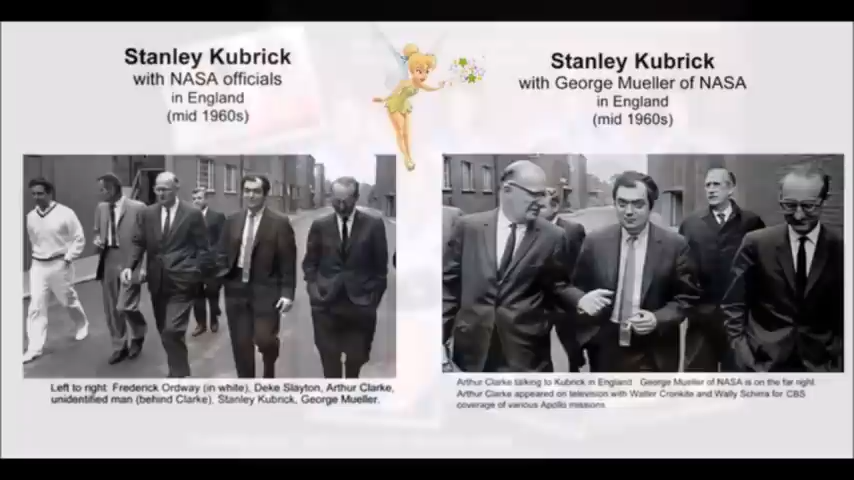 Stanley Kubrick
with NASA officials
in England
(mid 1960s)
Left to right: Frederick Ordway (in white), Deke Slayton, Arthur Clarke,
unidentified man (behind Clarke), Stanley Kubrick, George Mueller.
Stanley Kubrick
with George Mueller of NASA
in England
(mid 1960s)
Arthur Clarke talking to Kubrick in England  George Mueller of NASA is on the far right
Arthur Clarke appeared on television with Walter Cronkite and Wally Schirra for CBS
coverage of various Apollo missions